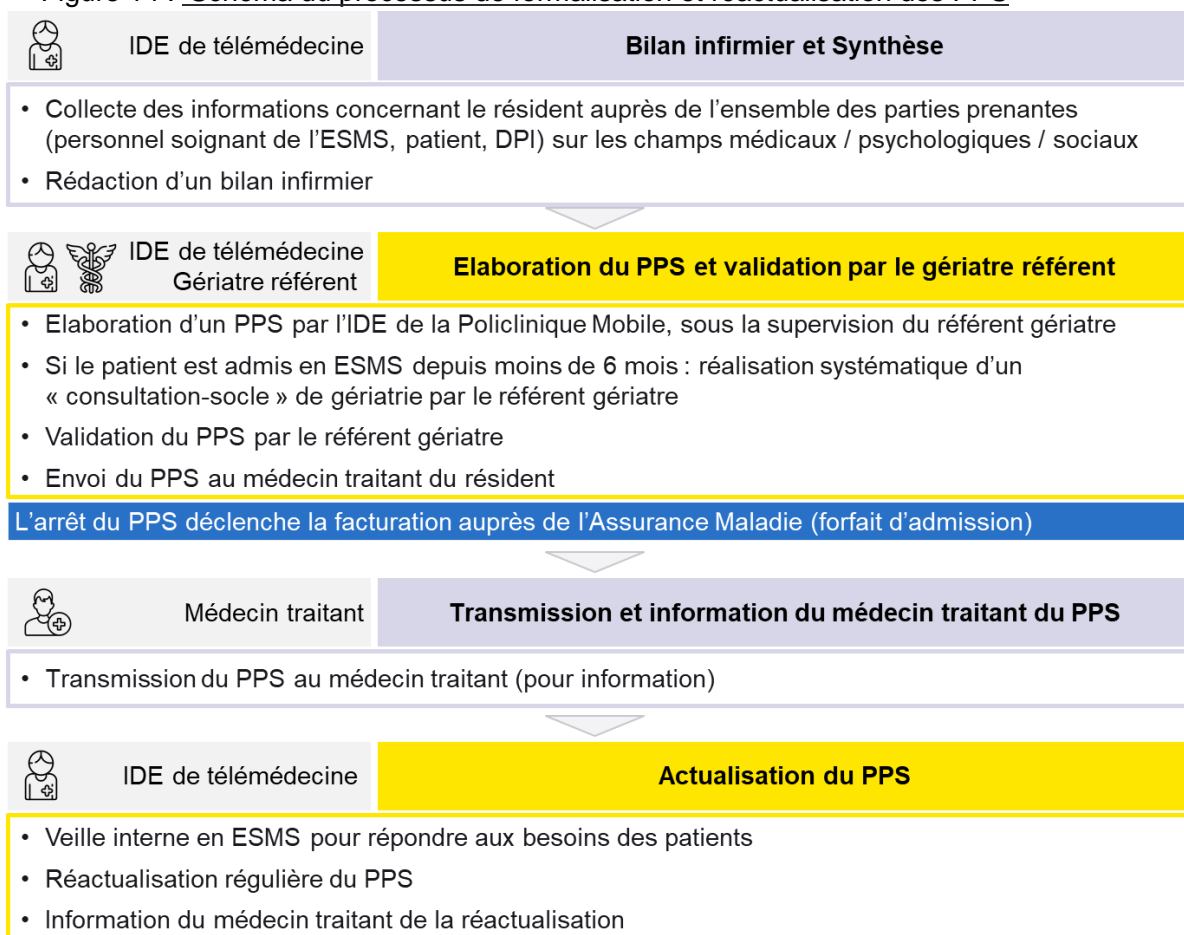 IDE de télémédecine
Bilan infirmier et Synthèse
• Collecte des informations concernant le résident auprès de l'ensemble des parties prenantes
(personnel soignant de l'ESMS, patient, DPI) sur les champs médicaux / psychologiques / sociaux
• Rédaction d'un bilan infirmier
IDE de télémédecine
Gériatre référent
Elaboration du PPS et validation par le gériatre référent
• Elaboration d'un PPS par l'IDE de la Policlinique Mobile, sous la supervision du référent gériatre
• Si le patient est admis en ESMS depuis moins de 6 mois : réalisation systématique d'un
« consultation-socle » de gériatrie par le référent gériatre
• Validation du PPS par le référent gériatre
• Envoi du PPS au médecin traitant du résident
L'arrêt du PPS déclenche la facturation auprès de l'Assurance Maladie (forfait d'admission)
Médecin traitant
Transmission et information du médecin traitant du PPS
• Transmission du PPS au médecin traitant (pour information)
IDE de télémédecine
Actualisation du PPS
• Veille interne en ESMS pour répondre aux besoins des patients
• Réactualisation régulière du PPS
• Information du médecin traitant de la réactualisation